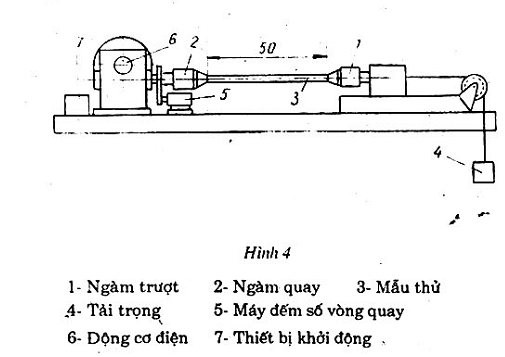 7 6 2 50 1
5 3
4
Hình 4
1- Ngàm trượt 2- Ngàm quay 3- Mẫu thử
4- Tải trọng 5- Máy đếm số vòng quay
6- Động cơ điện 7- Thiết bị khởi động